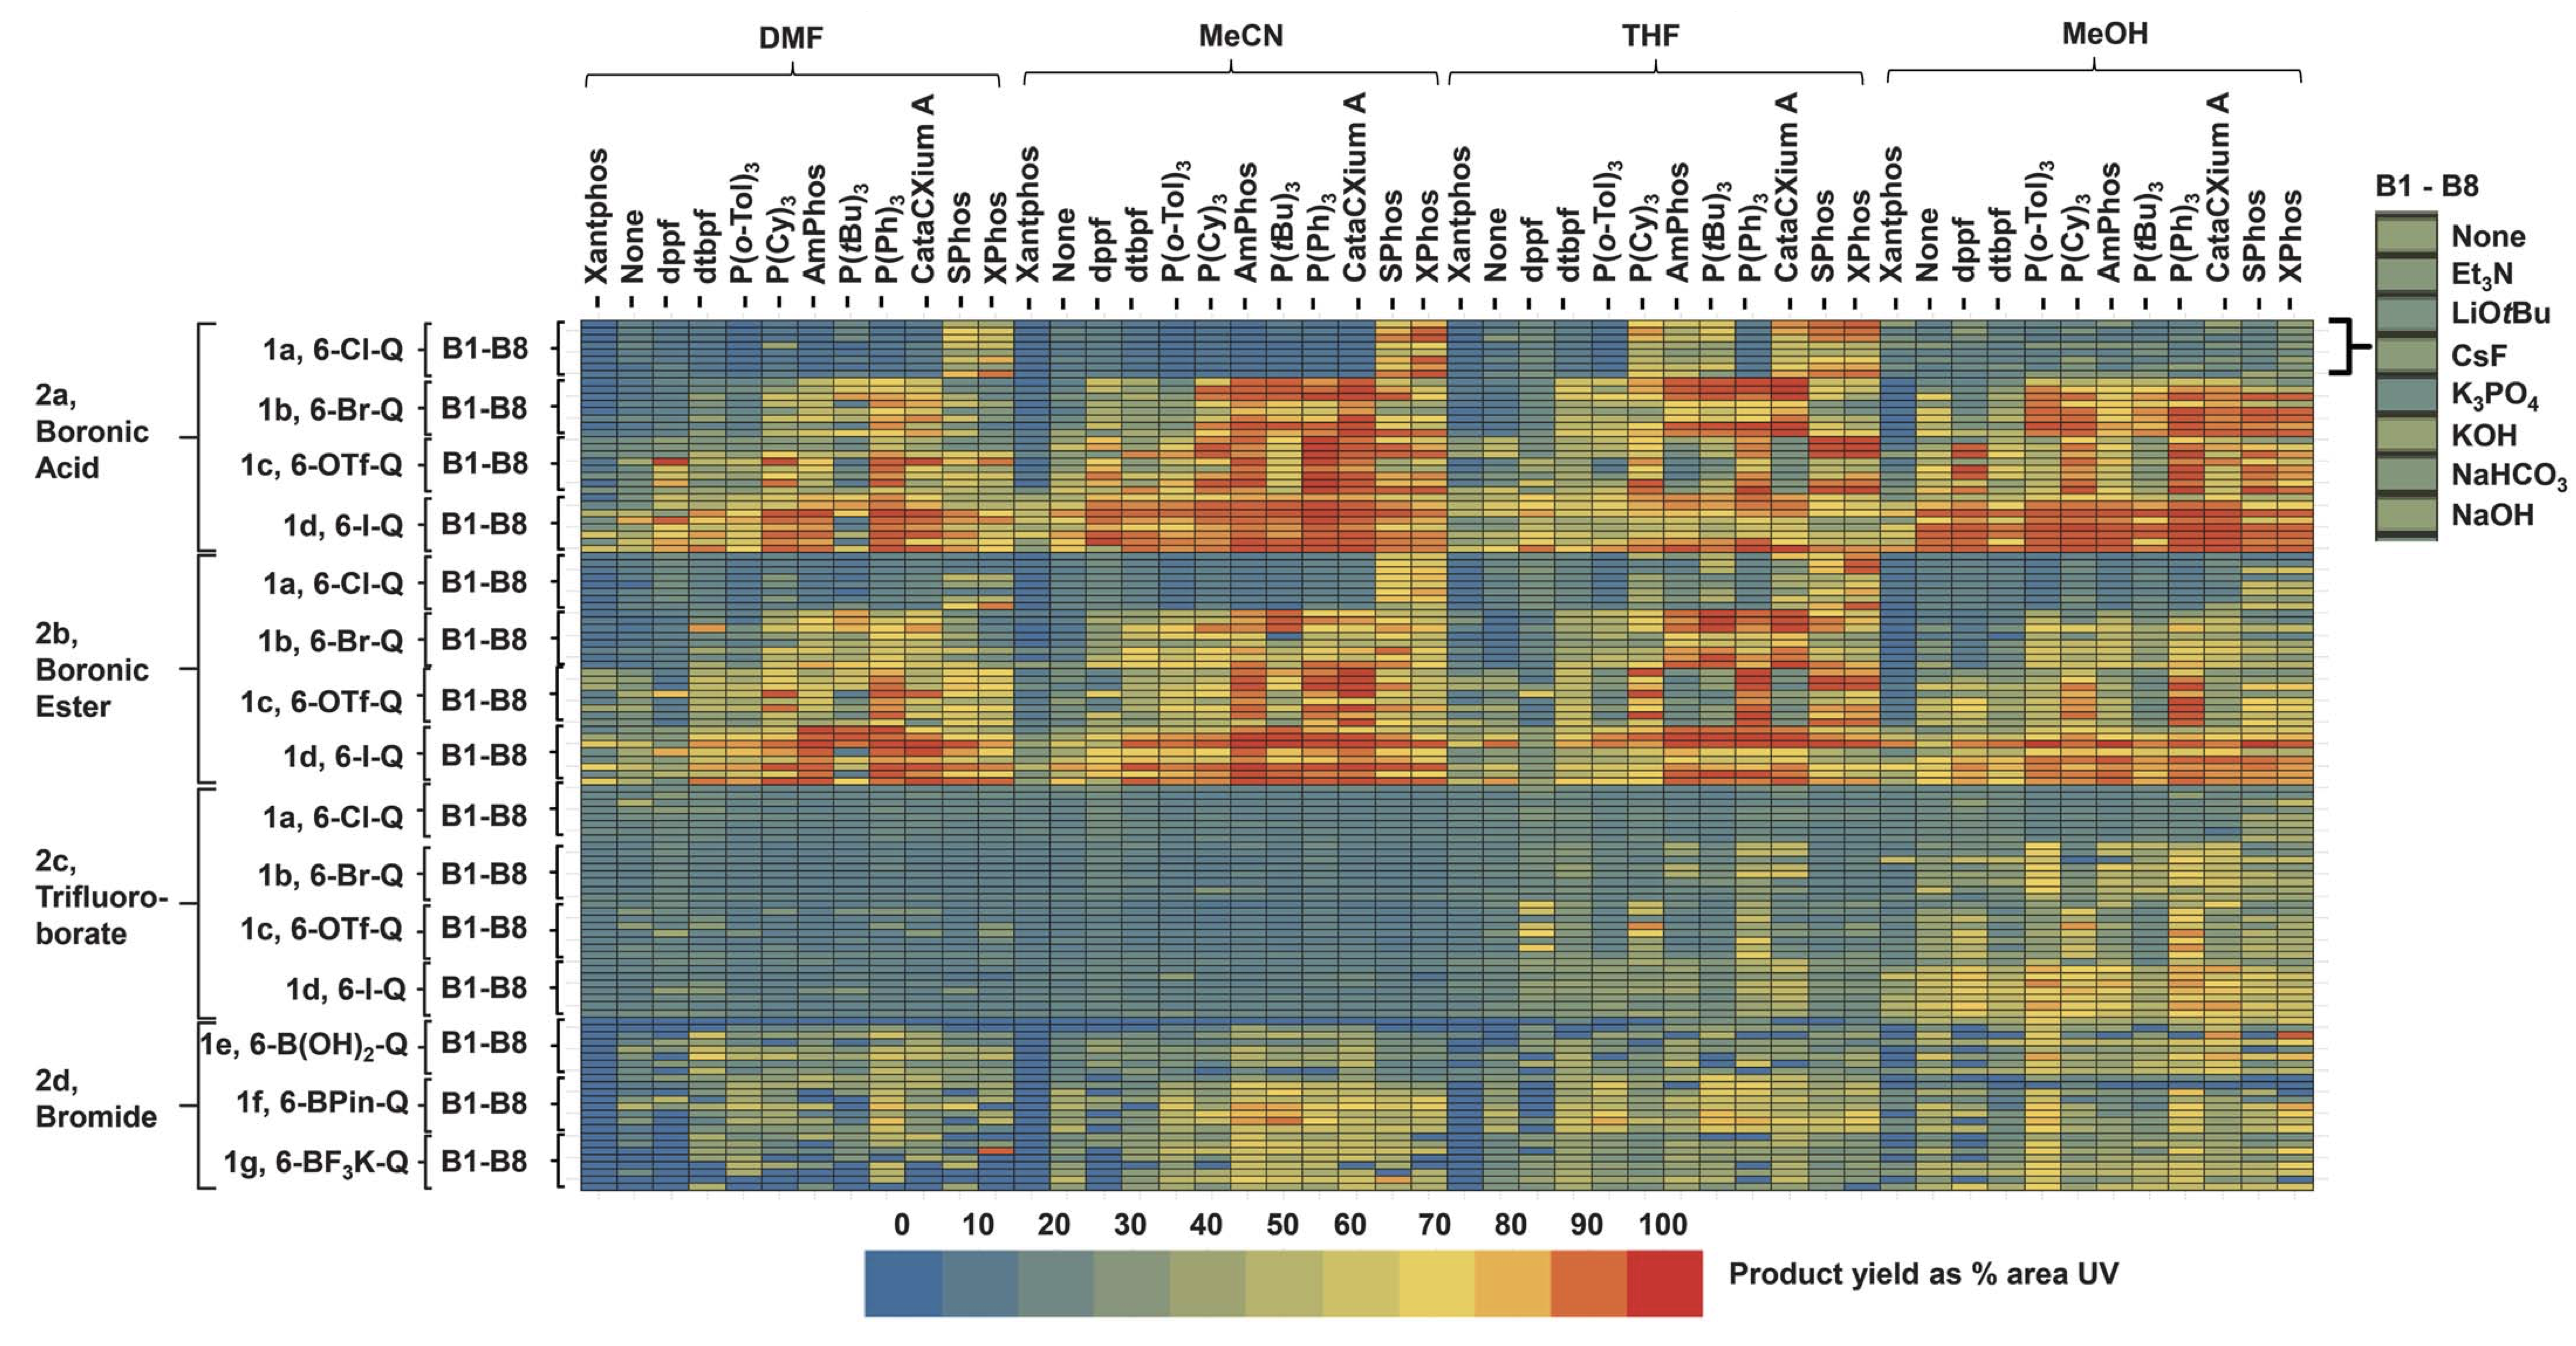 DMF
MeCN
THF
MeOH
Xantphos
None
dppf
dtbpf
P(o-Tol)3
P(Cy)3
AmPhos
P(tBu)3
P(Ph)3
CataCXium A
SPhos
XPhos
Xantphos
None
dppf
dtbpf
P(o-Tol)3
P(Cy)3
AmPhos
P(tBu)3
P(Ph)3
CataCXium A
SPhos
XPhos
Xantphos
None
dppf
dtbpf
P(o-Tol)3
P(Cy)3
AmPhos
P(tBu)3
P(Ph)3
CataCXium A
SPhos
XPhos
Xantphos
None
dppf
dtbpf
P(o-Tol)3
P(Cy)3
AmPhos
P(tBu)3
P(Ph)3
CataCXium A
SPhos
XPhos
B1 - B8
None
Et3N
LiOtBu
CsF
K3PO4
KOH
NaHCO3
NaOH
2a,
Boronic
Acid
1a, 6-Cl-Q B1-B8
1b, 6-Br-Q B1-B8
1c, 6-OTf-Q B1-B8
1d, 6-I-Q B1-B8
2b,
Boronic
Ester
1a, 6-Cl-Q B1-B8
1b, 6-Br-Q B1-B8
1c, 6-OTf-Q B1-B8
1d, 6-I-Q B1-B8
2c,
Trifluoro-
borate
1a, 6-Cl-Q B1-B8
1b, 6-Br-Q B1-B8
1c, 6-OTf-Q B1-B8
1d, 6-I-Q B1-B8
2d,
Bromide
1e, 6-B(OH)2-Q B1-B8
1f, 6-BPin-Q B1-B8
1g, 6-BF3K-Q B1-B8
0 10 20 30 40 50 60 70 80 90 100
Product yield as % area UV